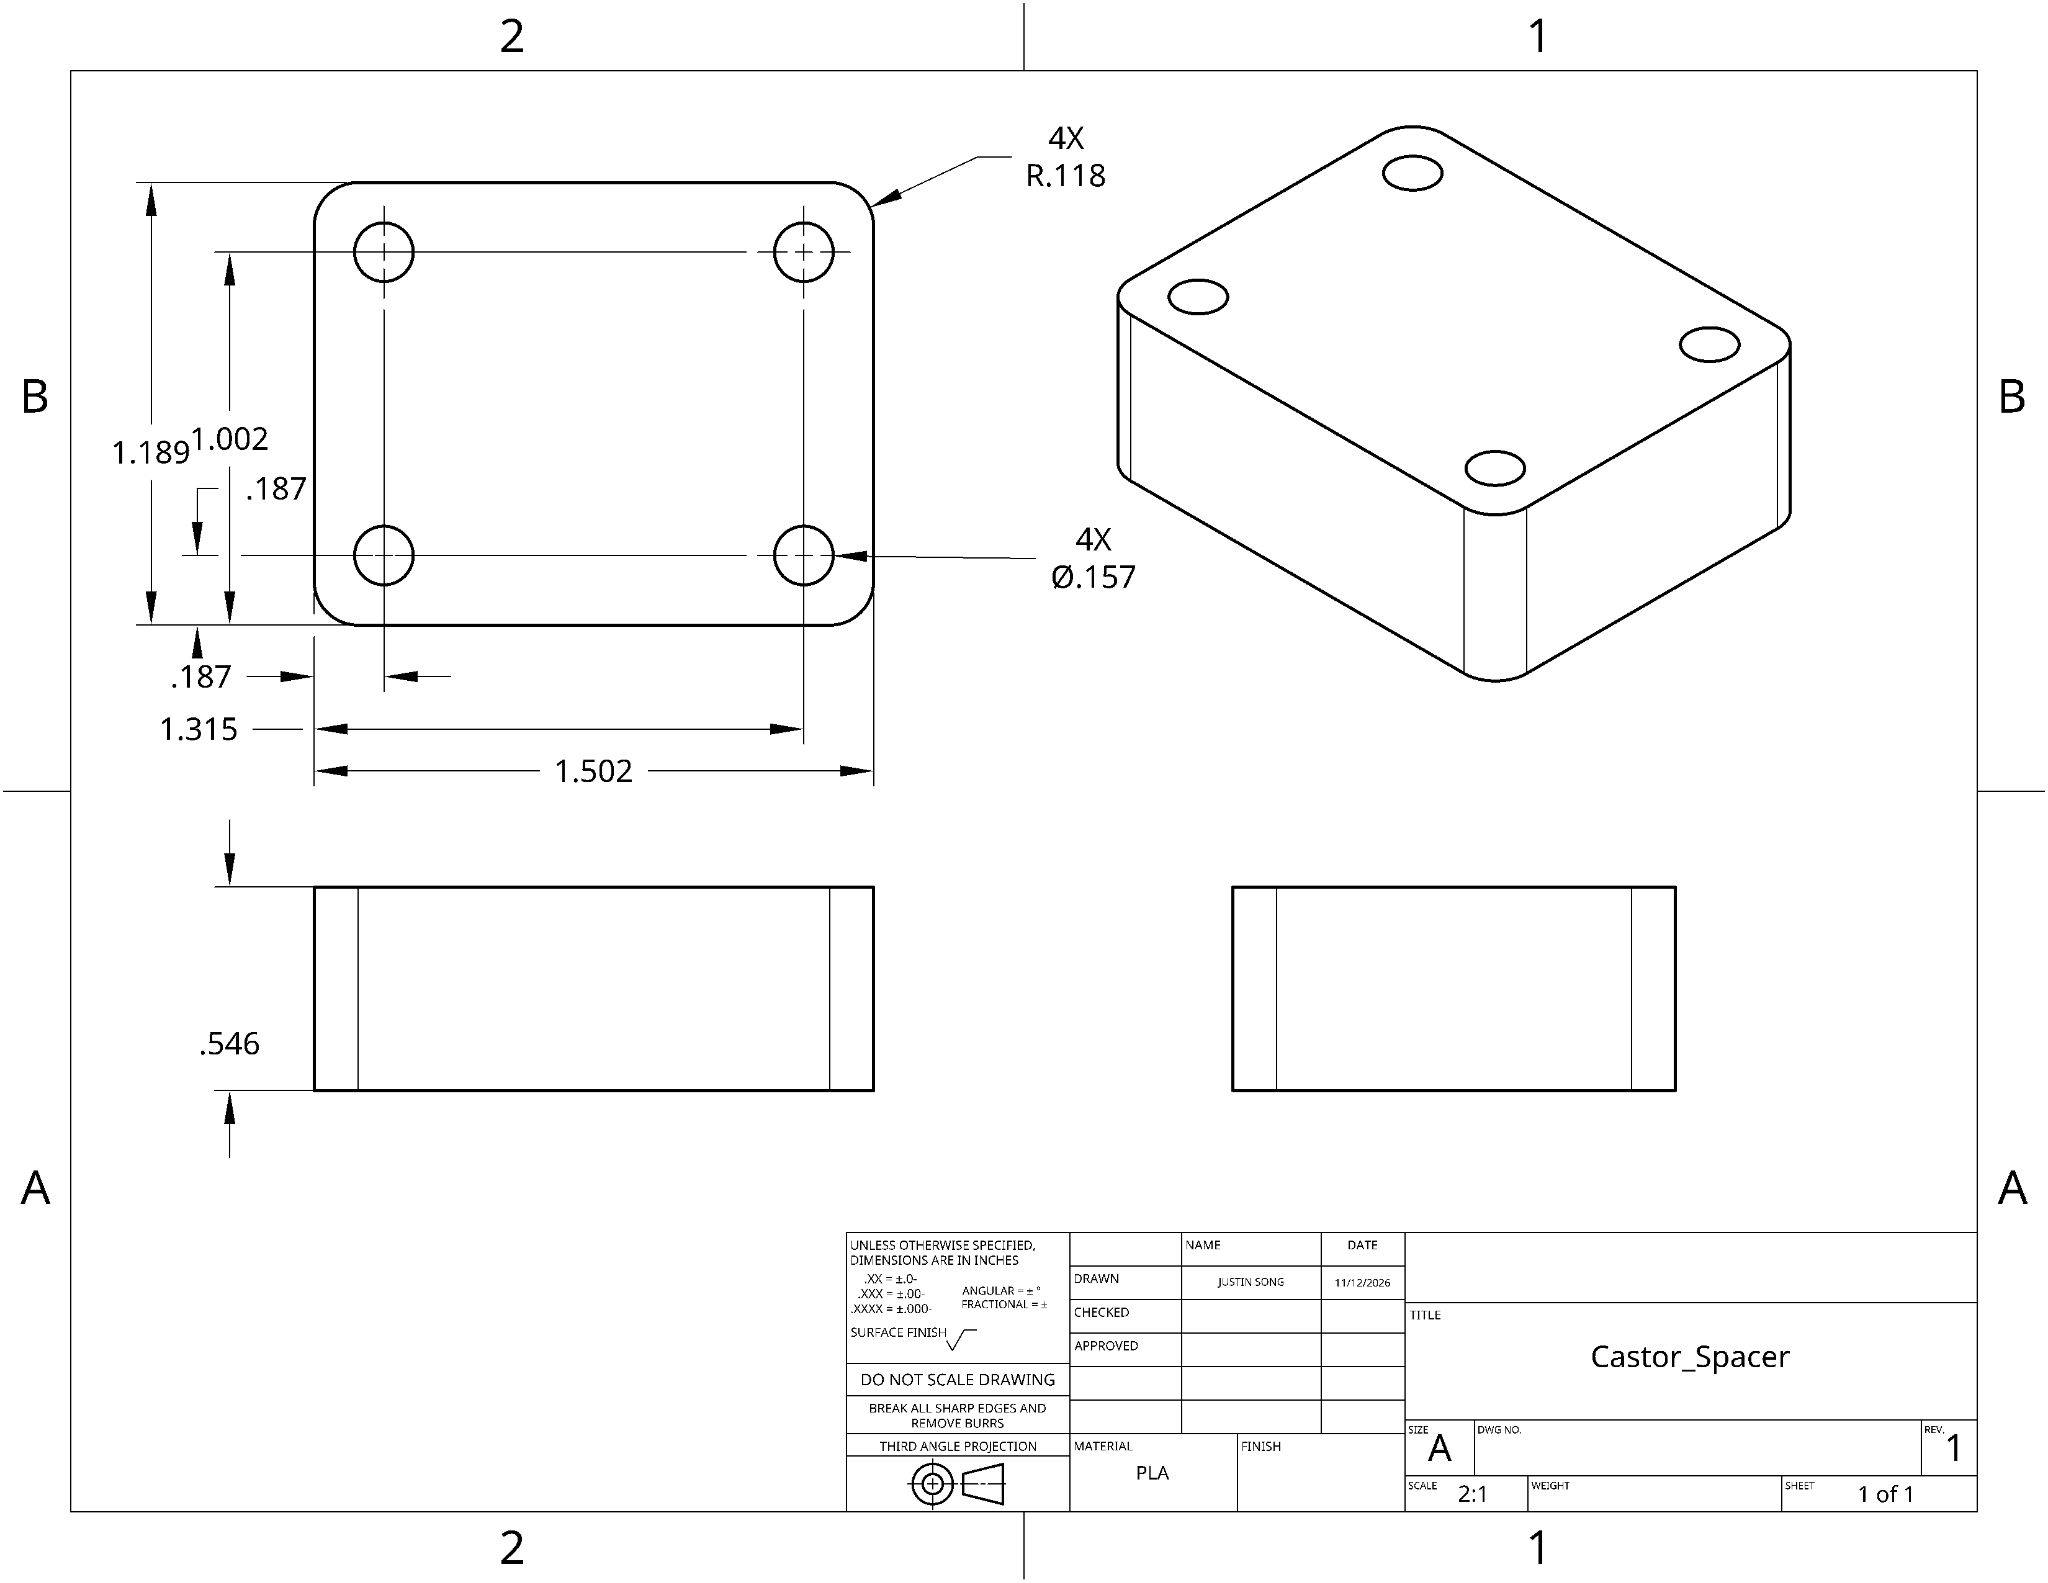 2
1
B
B
4X
R.118
1.189
1.002
.187
4X
Ø.157
.187
1.315
1.502
.546
A
A
UNLESS OTHERWISE SPECIFIED,
DIMENSIONS ARE IN INCHES
.XX = ±.0-
.XXX = ±.00-
.XXXX = ±.000-
ANGULAR = ± °
FRACTIONAL = ±
SURFACE FINISH
DO NOT SCALE DRAWING
BREAK ALL SHARP EDGES AND
REMOVE BURRS
THIRD ANGLE PROJECTION
NAME
DATE
DRAWN
JUSTIN SONG
11/12/2026
CHECKED
APPROVED
MATERIAL
PLA
FINISH
TITLE
Castor_Spacer
SIZE
A
DWG NO.
REV.
1
SCALE
2:1
WEIGHT
SHEET
1 of 1
2
1